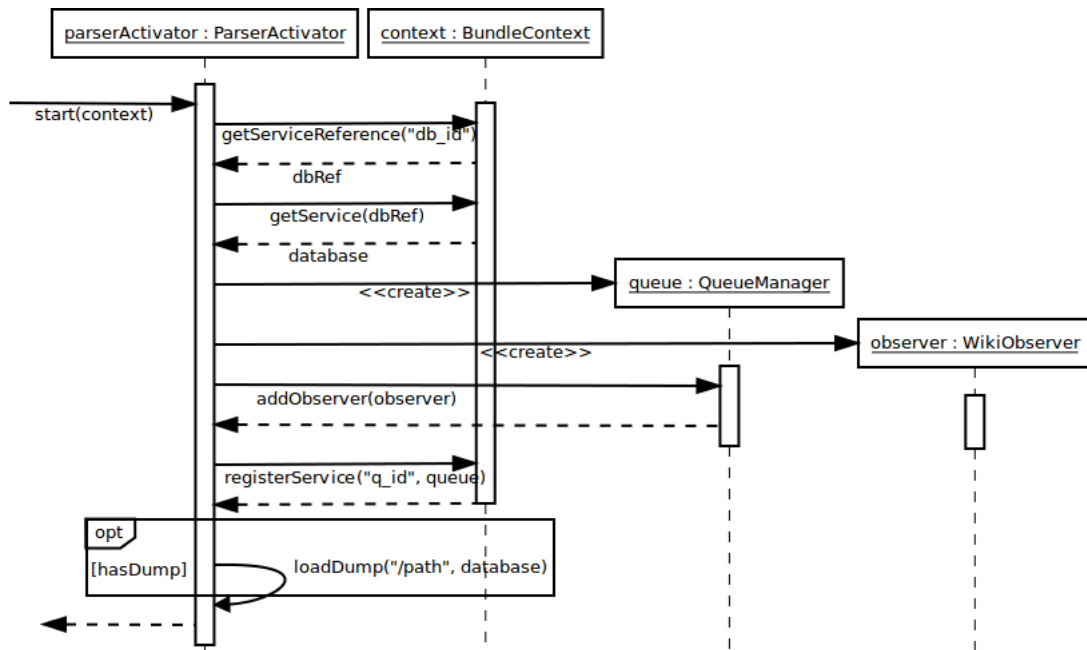 parserActivator : ParserActivator
context : BundleContext
start(context)
getServiceReference("db_id")
dbRef
getService(dbRef)
database
<<create>>
queue : QueueManager
<<create>>
observer : WikiObserver
addObserver(observer)
registerService("q_id", queue)
opt
[hasDump]
loadDump("/path", database)